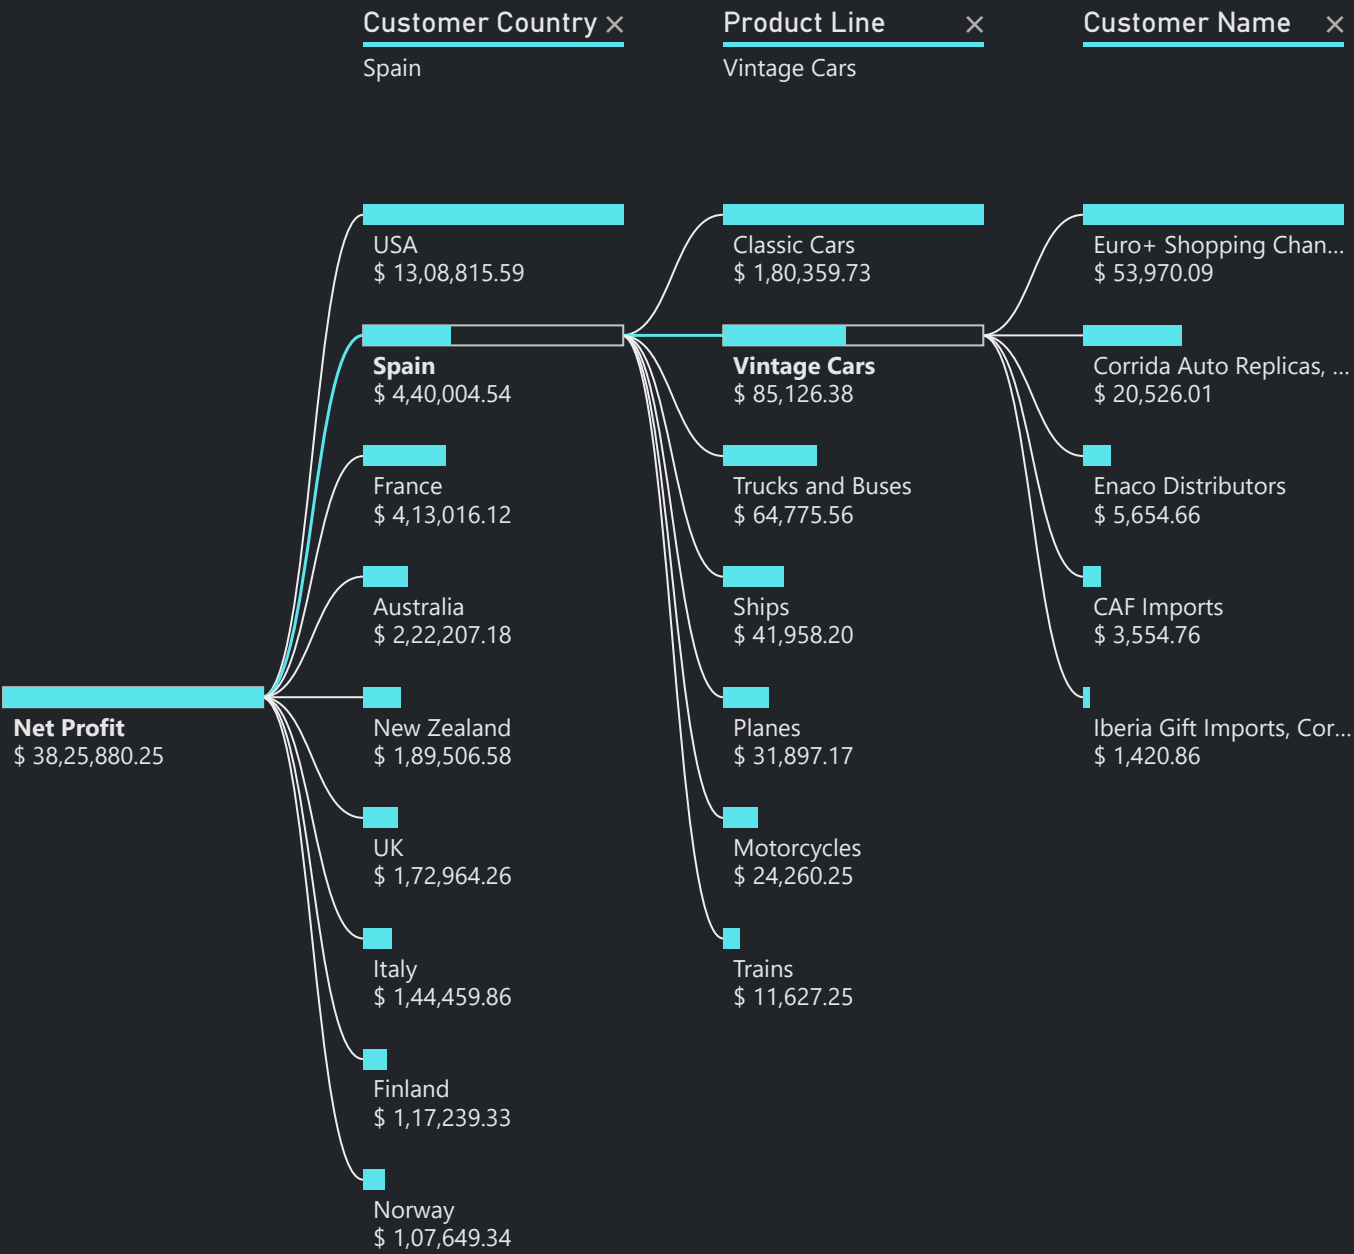 Customer Country ×
Spain
Product Line ×
Vintage Cars
Customer Name ×
Net Profit
$ 38,25,880.25
USA
$ 13,08,815.59
Spain
$ 4,40,004.54
France
$ 4,13,016.12
Australia
$ 2,22,207.18
New Zealand
$ 1,89,506.58
UK
$ 1,72,964.26
Italy
$ 1,44,459.86
Finland
$ 1,17,239.33
Norway
$ 1,07,649.34
Classic Cars
$ 1,80,359.73
Vintage Cars
$ 85,126.38
Trucks and Buses
$ 64,775.56
Ships
$ 41,958.20
Planes
$ 31,897.17
Motorcycles
$ 24,260.25
Trains
$ 11,627.25
Euro+ Shopping Chan...
$ 53,970.09
Corrida Auto Replicas, ...
$ 20,526.01
Enaco Distributors
$ 5,654.66
CAF Imports
$ 3,554.76
Iberia Gift Imports, Cor...
$ 1,420.86